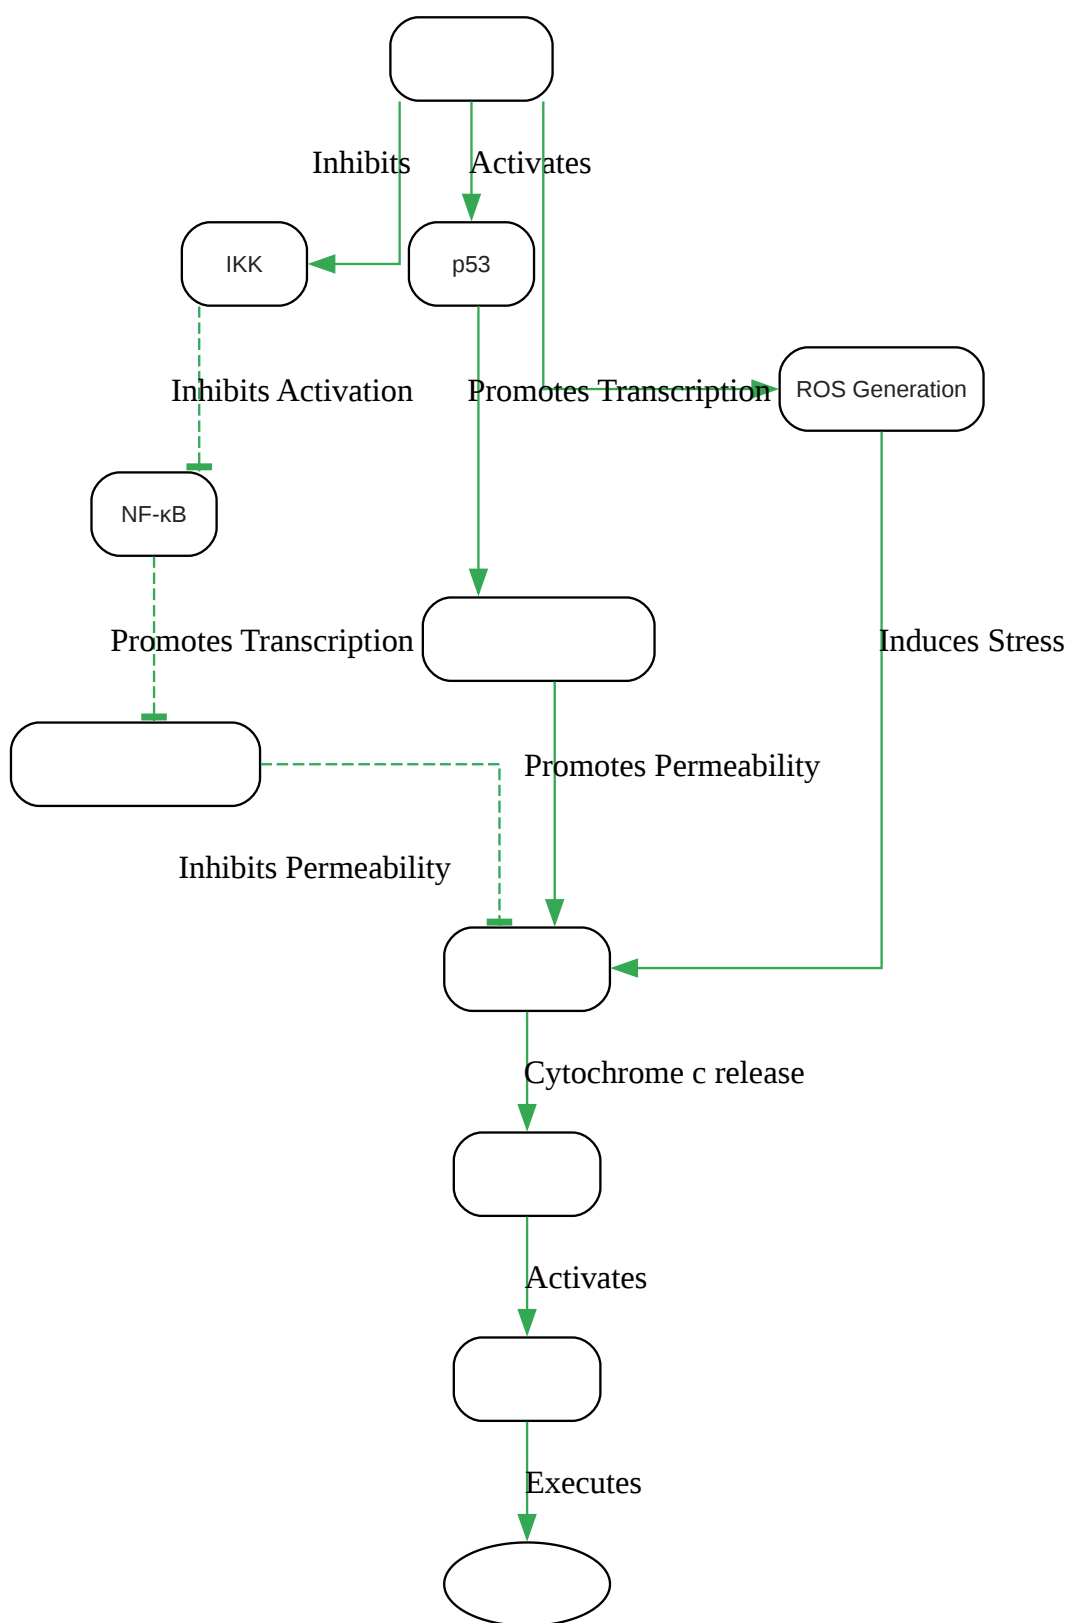 Inhibits
Activates
IKK
p53
Inhibits Activation
Promotes Transcription
ROS Generation
NF-κB
Promotes Transcription
Induces Stress
Promotes Permeability
Inhibits Permeability
Cytochrome c release
Activates
Executes